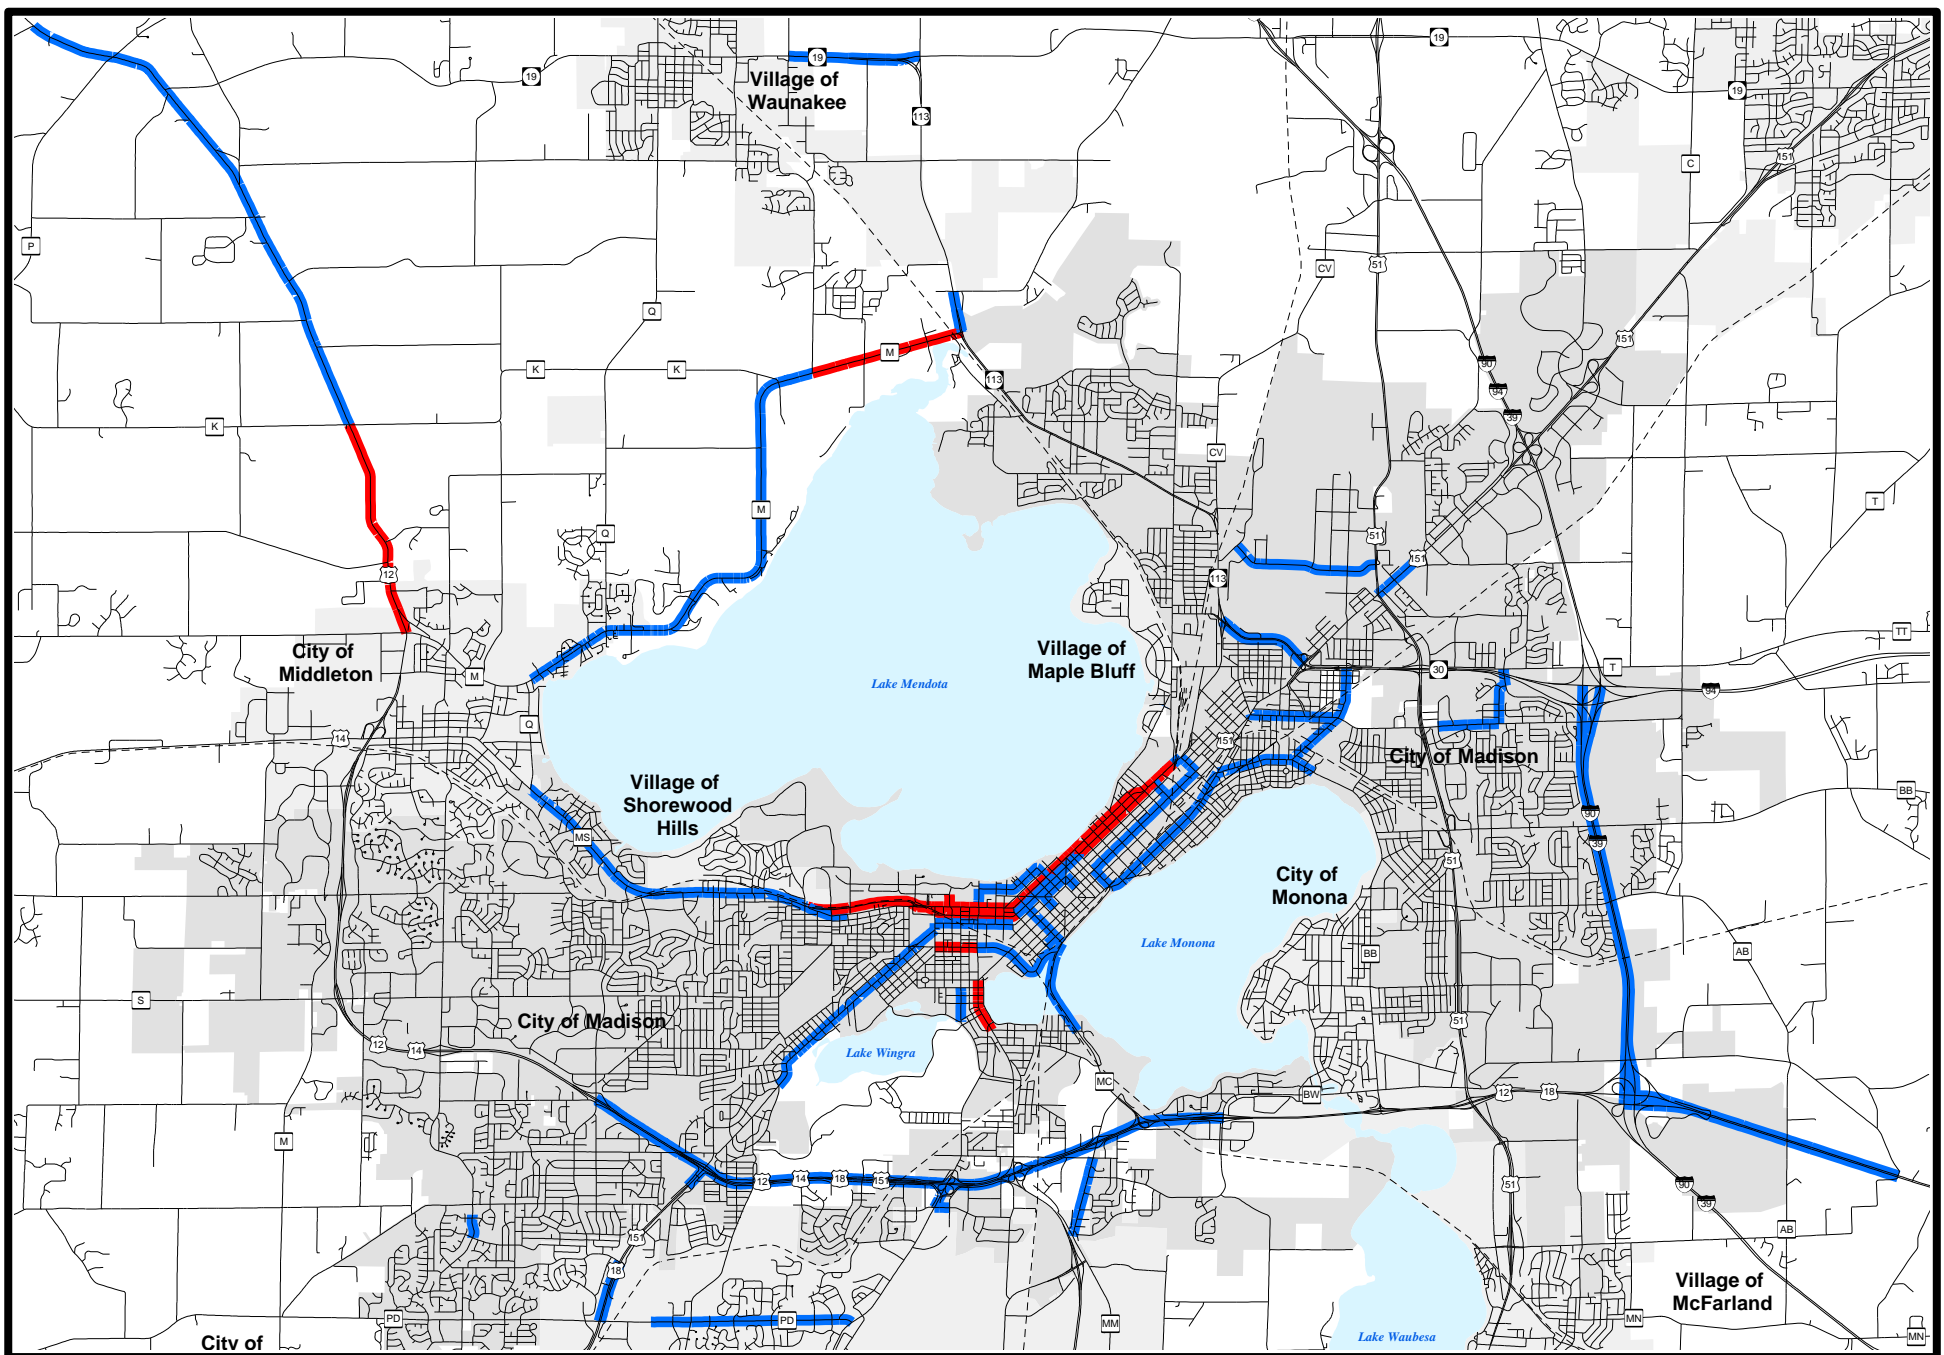 19
19
Village of
Waunakee
19
19
113
151
C
P
51
CV
Q
151
M
K
K
90
113
94
39
K
CV
T
M
Q
51
151
12
113
TT
City of
Middleton
Village of
Maple Bluff
30
T
M
Lake Mendota
94
Q
14
151
City of Madison
Village of
Shorewood
Hills
BB
90
MS
39
51
City of
Monona
Lake Monona
AB
BB
S
City of Madison
51
12
14
Lake Wingra
MC
BW
12
18
M
12
14
18
151
51
90
39
AB
151
18
Village of
McFarland
PD
PD
MM
MN
MN
City of
Lake Waubesa